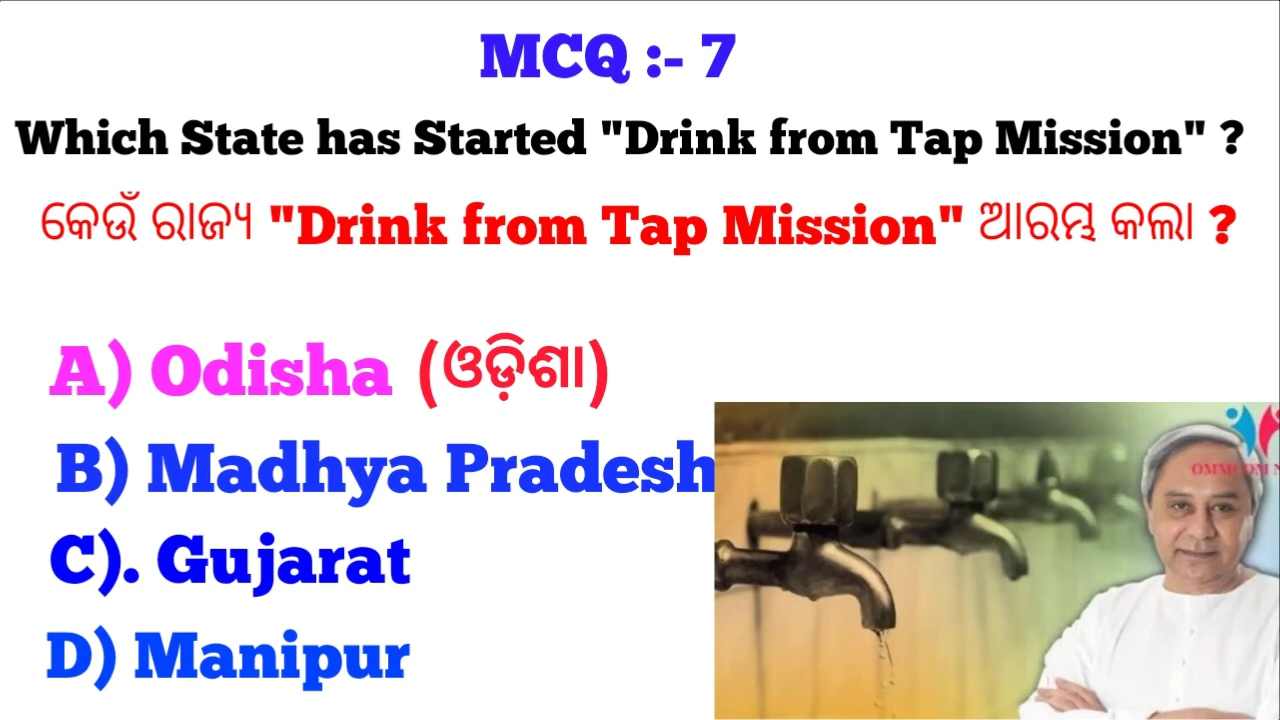 MCQ :- 7
Which State has Started "Drink from Tap Mission" ?
କେଉଁ ରାଜ୍ୟ "Drink from Tap Mission" ଆରମ୍ଭ କଲା ?
A) Odisha (ଓଡ଼ିଶା)
B) Madhya Pradesh
C). Gujarat
D) Manipur
OMMCOM N